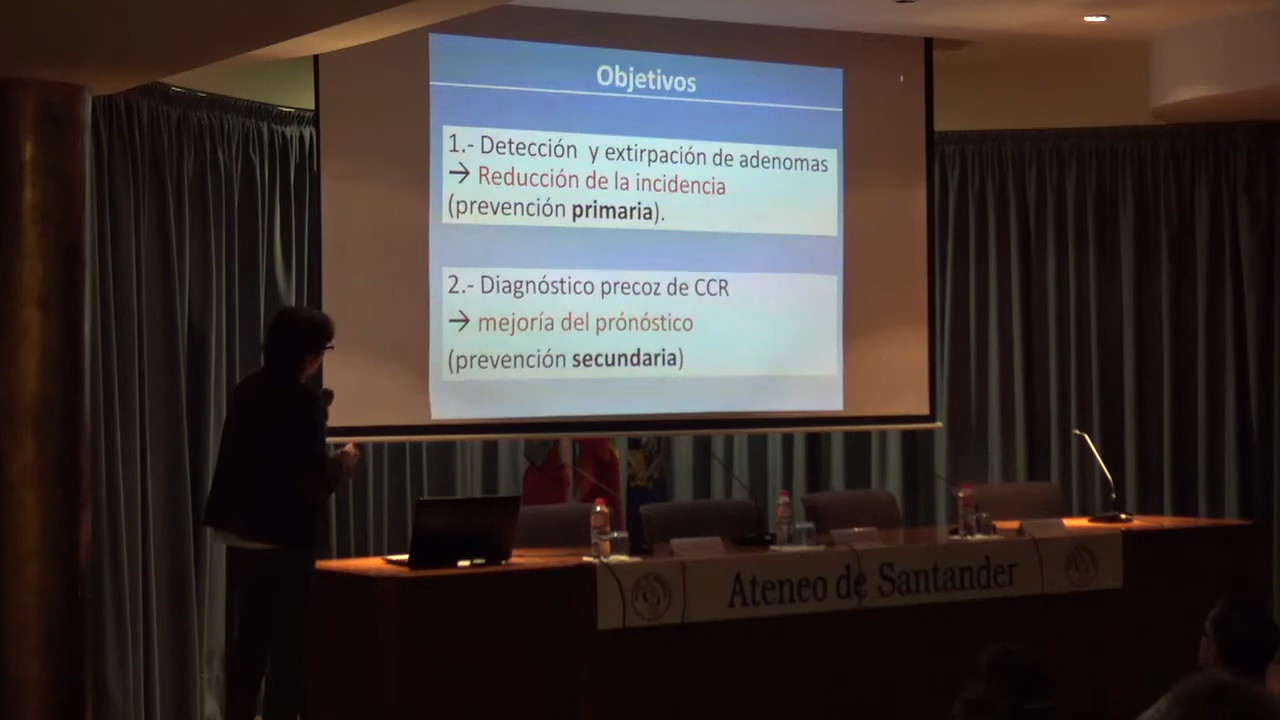 Objetivos
1.- Detección y extirpación de adenomas
→ Reducción de la incidencia
(prevención primaria).
2.- Diagnóstico precoz de CCR
→ mejoría del prónóstico
(prevención secundaria)
Ateneo de Santander